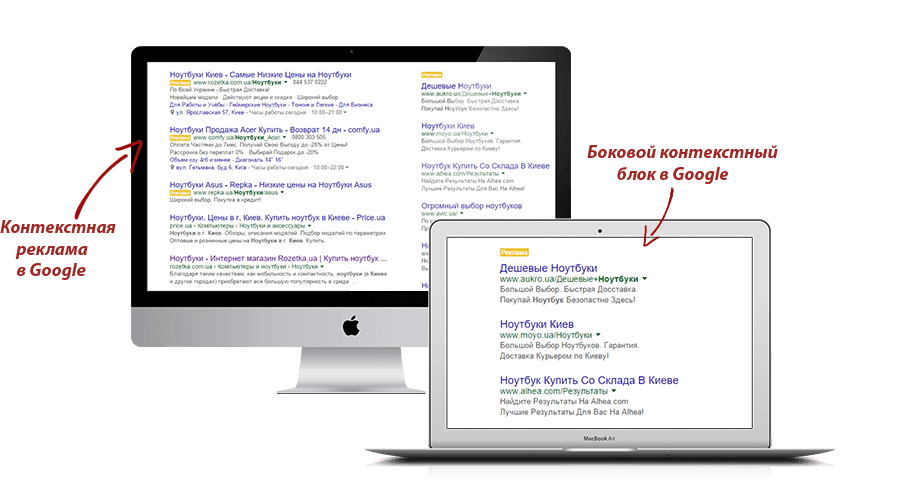 Ноутбуки Киев - Самые Низкие Цены на Ноутбуки
Реклама www.rozetka.com.ua/Ноутбуки 044 537 0222
По Всей Украине - Быстрая Доставка!
Новейшие модели · Действуют акции и скидки · Широкий выбор
Для Работы и Учёбы - Геймерские Ноутбуки - Тонкие и Легкие - Для Бизнеса
Ярославская 57, Киев - Часы работы сегодня · 10:00–21:00
Ноутбуки Продажа Acer Купить - Возврат 14 дн - comfy.ua
Реклама www.comfy.ua/Ноутбуки_Acer 0800 303 505
Оплата Частями до 7мес. Получай Свою Выгоду до -25% от Цены!
Рассрочка без переплат 0% · Выбирай Подарок до -20%
Объем озу 4гб и менее - Диагональ 14" 16"
вул. Гетьмана, буд.6, Київ - Часы работы сегодня · 10:00–22:00
Ноутбуки Asus - Repka - Низкие цены на Ноутбуки Asus
Реклама www.repka.ua/Ноутбуки/asus
Широкий выбор. Покупка в кредит!
Ноутбуки. Цены в г. Киев. Купить ноутбук в Киеве - Price.ua
price.ua › Компьютеры › Ноутбуки и аксессуары
Ноутбуки в г. Киев. Обзоры, описания моделей. Подбор моделей по параметрам.
Оптовые и розничные цены на Ноутбуки в г. Киев. Купить.
Ноутбуки - Интернет магазин Rozetka.ua | Купить ноутбук ...
rozetka.com.ua › Компьютеры и ноутбуки › Ноутбуки
Благодаря таким качествам, как мобильность и компактность, ноутбуки (в Киеве
и других городах) приобретают все большую популярность в среде ...
Реклама
Дешевые Ноутбуки
www.aukro.ua/Дешевые+Ноутбуки
Большой Выбор. Быстрая Досставка.
Покупай Ноутбук Безопастно Здесь!
Ноутбуки Киев
www.moyo.ua/Ноутбуки
Большой Выбор Ноутбуков. Гарантия.
Доставка Курьером по Киеву!
Ноутбук Купить Со Склада В Киеве
www.alhea.com/Результаты
Найдите Результаты На Alhea.com
Лучшие Результаты Для Вас На Alhea!
Огромный выбор ноутбуков
www.avic.ua/
Контекстная
реклама
в Google
Боковой контекстный
блок в Google
Реклама
Дешевые Ноутбуки
www.aukro.ua/Дешевые+Ноутбуки
Большой Выбор. Быстрая Досставка.
Покупай Ноутбук Безопастно Здесь!
Ноутбуки Киев
www.moyo.ua/Ноутбуки
Большой Выбор Ноутбуков. Гарантия.
Доставка Курьером по Киеву!
Ноутбук Купить Со Склада В Киеве
www.alhea.com/Результаты
Найдите Результаты На Alhea.com
Лучшие Результаты Для Вас На Alhea!
MacBook Air